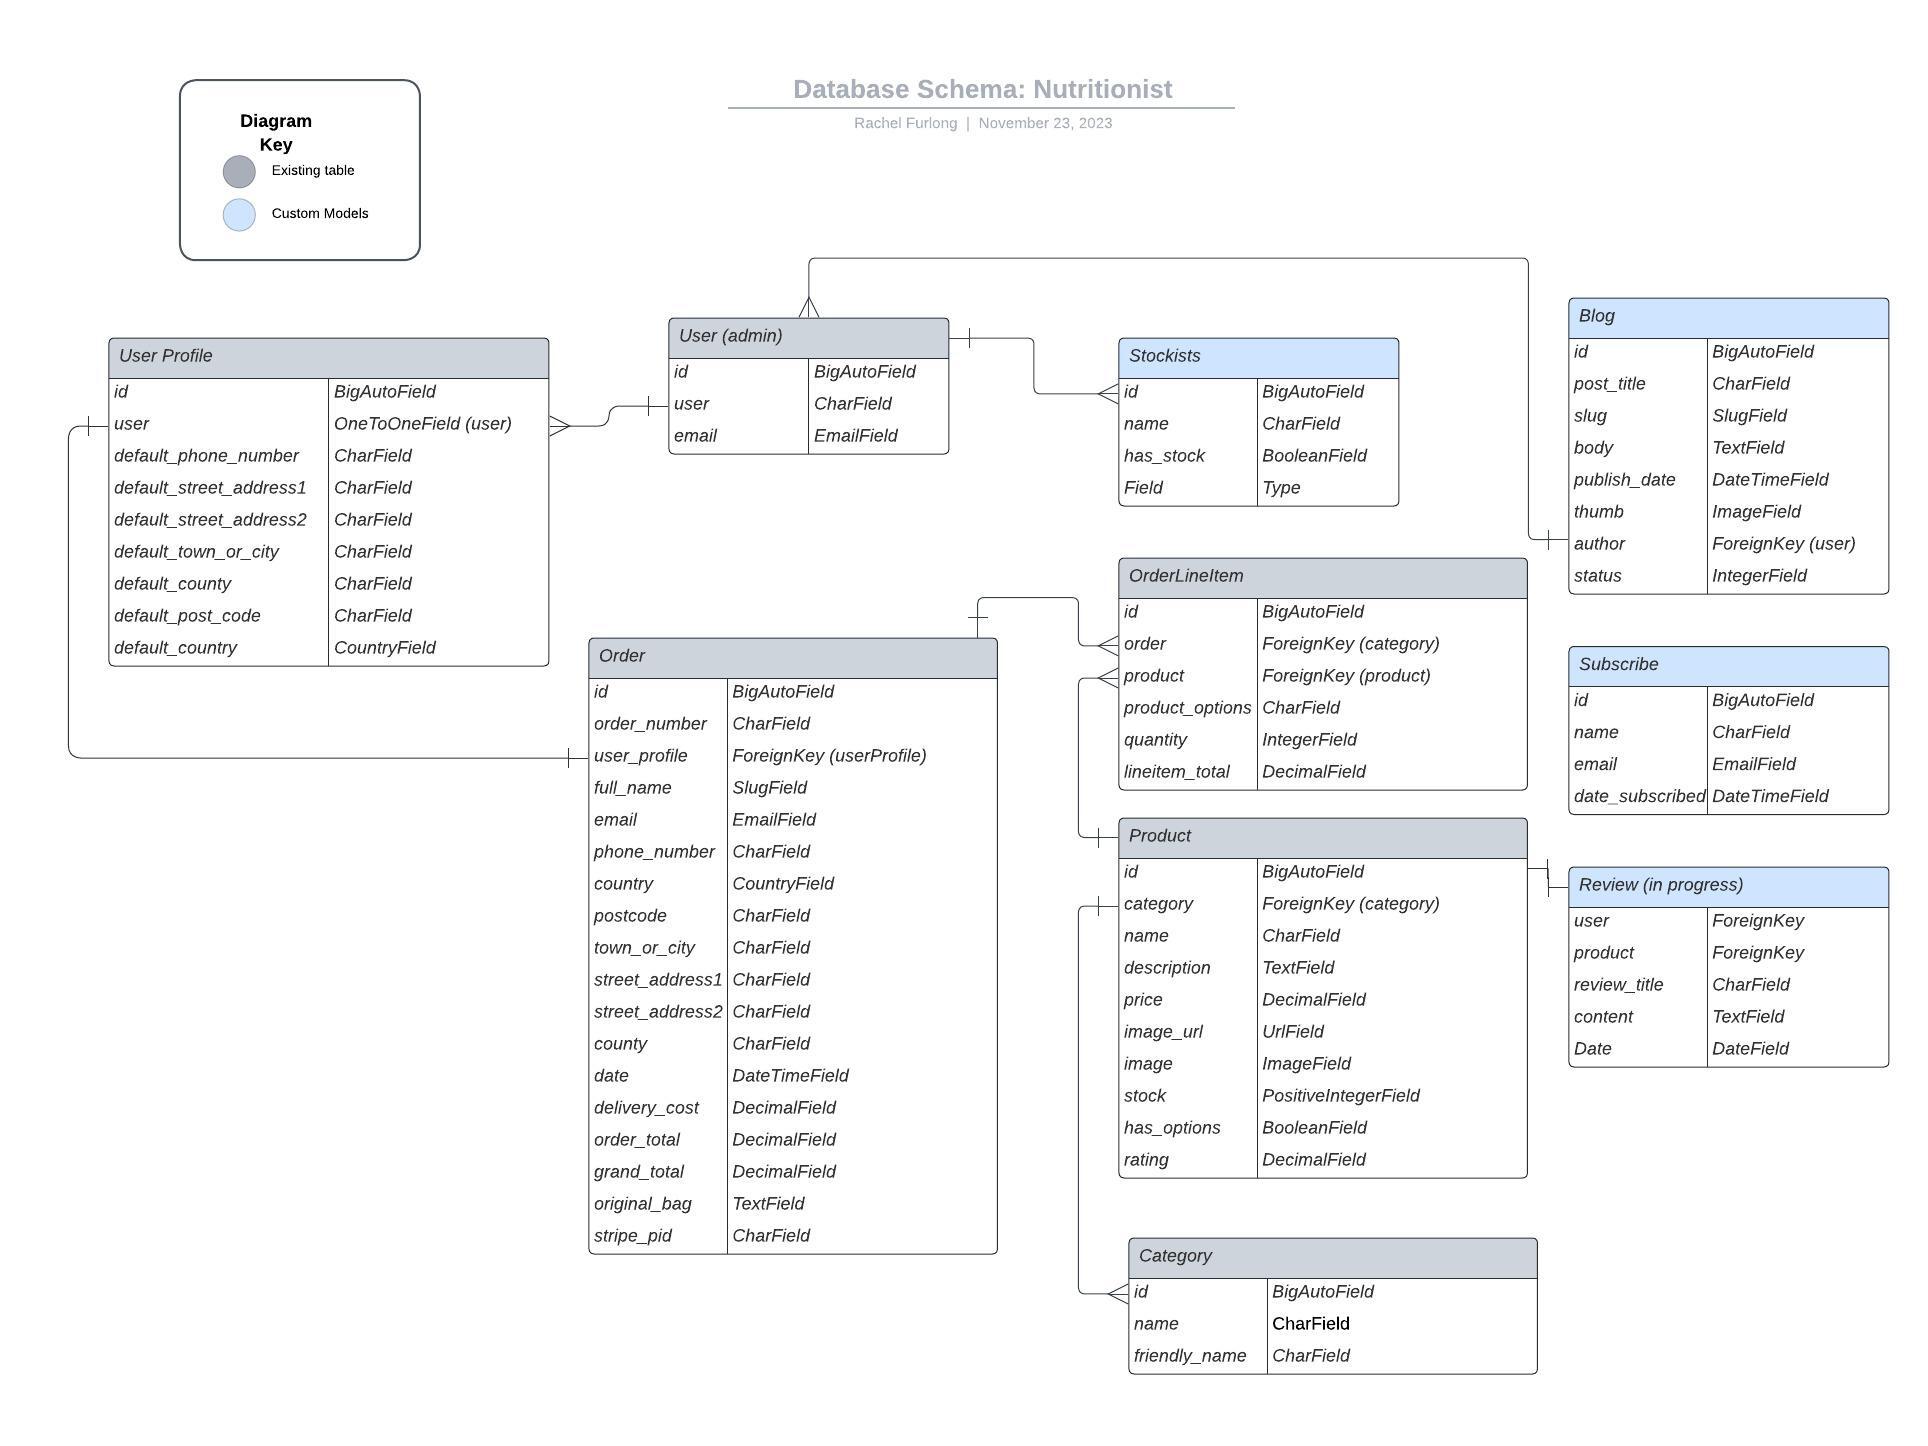 Database Schema: Nutritionist
Rachel Furlong | November 23, 2023
Diagram
Key
Existing table
Custom Models
User Profile
id BigAutoField
user OneToOneField (user)
default_phone_number CharField
default_street_address1 CharField
default_street_address2 CharField
default_town_or_city CharField
default_county CharField
default_post_code CharField
default_country CountryField
User (admin)
id BigAutoField
user CharField
email EmailField
Stockists
id BigAutoField
name CharField
has_stock BooleanField
Field Type
Blog
id BigAutoField
post_title CharField
slug SlugField
body TextField
publish_date DateTimeField
thumb ImageField
author ForeignKey (user)
status IntegerField
Order
id BigAutoField
order_number CharField
user_profile ForeignKey (userProfile)
full_name SlugField
email EmailField
phone_number CharField
country CountryField
postcode CharField
town_or_city CharField
street_address1 CharField
street_address2 CharField
county CharField
date DateTimeField
delivery_cost DecimalField
order_total DecimalField
grand_total DecimalField
original_bag TextField
stripe_pid CharField
OrderLineItem
id BigAutoField
order ForeignKey (category)
product ForeignKey (product)
product_options CharField
quantity IntegerField
lineitem_total DecimalField
Subscribe
id BigAutoField
name CharField
email EmailField
date_subscribed DateTimeField
Product
id BigAutoField
category ForeignKey (category)
name CharField
description TextField
price DecimalField
image_url UrlField
image ImageField
stock PositiveIntegerField
has_options BooleanField
rating DecimalField
Review (in progress)
user ForeignKey
product ForeignKey
review_title CharField
content TextField
Date DateField
Category
id BigAutoField
name CharField
friendly_name CharField